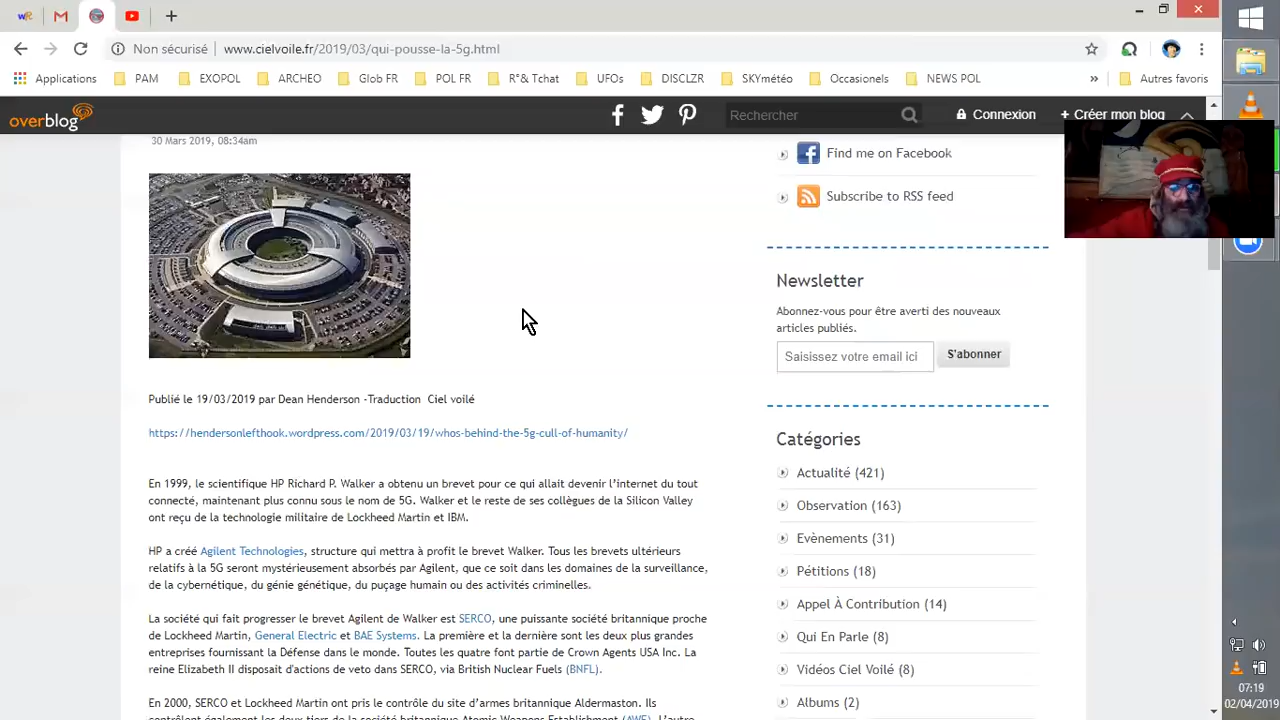 Non sécurisé
www.cielvoile.fr/2019/03/qui-pousse-la-5g.html
Applications
PAM
EXOPOL
ARCHEO
Glob FR
POL FR
R°& Tchat
UFOs
DISCLZR
SKYmétéo
Occasionels
NEWS POL
»
Autres favoris
overblog
Rechercher
Connexion
+ Créer mon blog
30 Mars 2019, 08:34am
Publié le 19/03/2019 par Dean Henderson -Traduction Ciel voilé
https://hendersonlefthook.wordpress.com/2019/03/19/whos-behind-the-5g-cult-of-humanity/
En 1999, le scientifique HP Richard P. Walker a obtenu un brevet pour ce qui allait devenir l'internet du tout
connecté, maintenant plus connu sous le nom de 5G. Walker et le reste de ses collègues de la Silicon Valley
ont reçu de la technologie militaire de Lockheed Martin et IBM.
HP a créé Agilent Technologies, structure qui mettra à profit le brevet Walker. Tous les brevets ultérieurs
relatifs à la 5G seront mystérieusement absorbés par Agilent, que ce soit dans les domaines de la surveillance,
de la cybernétique, du génie génétique, du puçage humain ou des activités criminelles.
La société qui fait progresser le brevet Agilent de Walker est SERCO, une puissante société britannique proche
de Lockheed Martin, General Electric et BAE Systems. La première et la dernière sont les deux plus grandes
entreprises fournissant la Défense dans le monde. Toutes les quatre font partie de Crown Agents USA Inc. La
reine Elizabeth II disposait d'actions de veto dans SERCO, via British Nuclear Fuels (BNFL).
En 2000, SERCO et Lockheed Martin ont pris le contrôle du site d'armes britannique Aldermaston. Ils
contrôlent également les deux tiers de la société britannique Atomic Weapons Establishment (AWE). L'autre
Find me on Facebook
Subscribe to RSS feed
Newsletter
Abonnez-vous pour être averti des nouveaux
articles publiés.
Saisissez votre email ici
S'abonner
Catégories
Actualité (421)
Observation (163)
Evènements (31)
Pétitions (18)
Appel À Contribution (14)
Qui En Parle (8)
Vidéos Ciel Voilé (8)
Albums (2)
07:19
02/04/2019